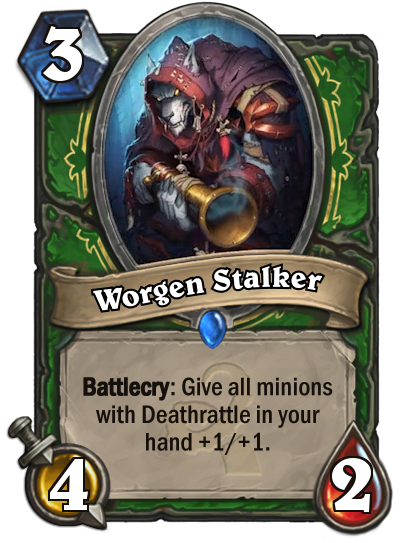 3
Worgen Stalker
Battlecry: Give all minions
with Deathrattle in your
hand +1/+1.
4
2